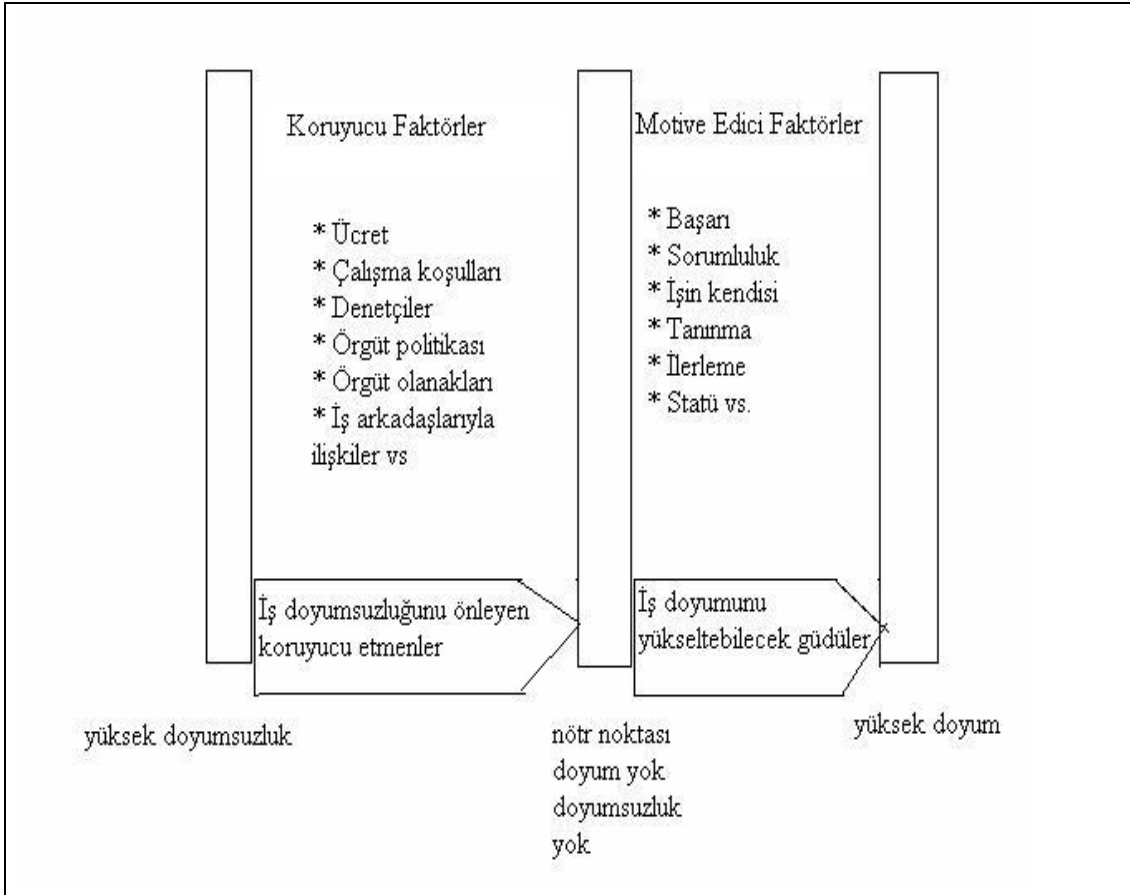 Koruyucu Faktörler
* Ücret
* Çalışma koşulları
* Denetçiler
* Örgüt politikası
* Örgüt olanakları
* İş arkadaşlarıyla
ilişkiler vs
Motive Edici Faktörler
* Başarı
* Sorumluluk
* İşin kendisi
* Tanınma
* İlerleme
* Statü vs.
İş doyumsuzluğunu önleyen
koruyucu etmenler
İş doyumunu
yükseltebilecek güdüler
yüksek doyumsuzluk
nötr noktası
doyum yok
doyumsuzluk
yok
yüksek doyum